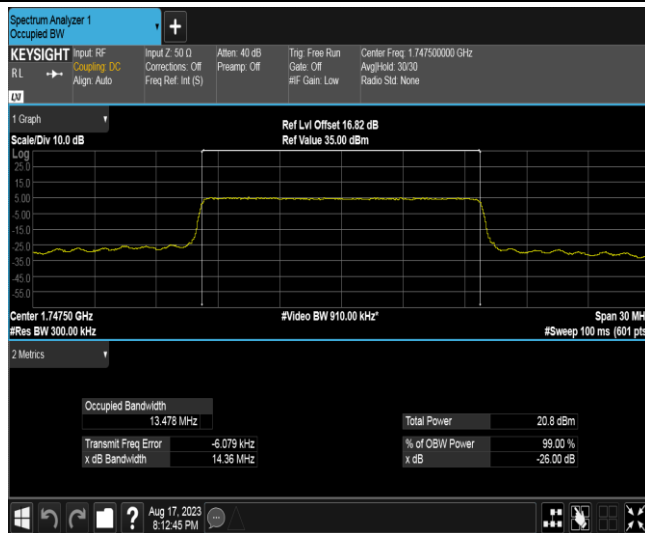 Spectrum Analyzer 1
Occupied BW
+
KEYSIGHT
RL
Input: RF
Coupling: DC
Align: Auto
Input Z: 50 Ω
Corrections: Off
Freq Ref: Int (S)
Atten: 40 dB
Preamp: Off
Trig: Free Run
Gate: Off
#IF Gain: Low
Center Freq: 1.747500000 GHz
Avg|Hold: 30/30
Radio Std: None
1 Graph
Scale/Div 10.0 dB
Ref Lvl Offset 16.82 dB
Ref Value 35.00 dBm
Log
25.0
15.0
5.00
-5.00
-15.0
-25.0
-35.0
-45.0
-55.0
Center 1.74750 GHz
#Res BW 300.00 kHz
#Video BW 910.00 kHz*
Span 30 MH
#Sweep 100 ms (601 pts
2 Metrics
Occupied Bandwidth
13.478 MHz
Transmit Freq Error -6.079 kHz
x dB Bandwidth 14.36 MHz
Total Power 20.8 dBm
% of OBW Power 99.00 %
x dB -26.00 dB
?
Aug 17, 2023
8:12:45 PM